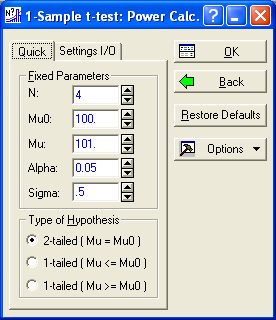 1-Sample t-test: Power Calc.
Quick
Settings I/O
Fixed Parameters
N: 4
Mu0: 100.
Mu: 101.
Alpha: 0.05
Sigma: .5
Type of Hypothesis
2-tailed ( Mu = Mu0 )
1-tailed ( Mu <= Mu0 )
1-tailed ( Mu >= Mu0 )
OK
Back
Restore Defaults
Options